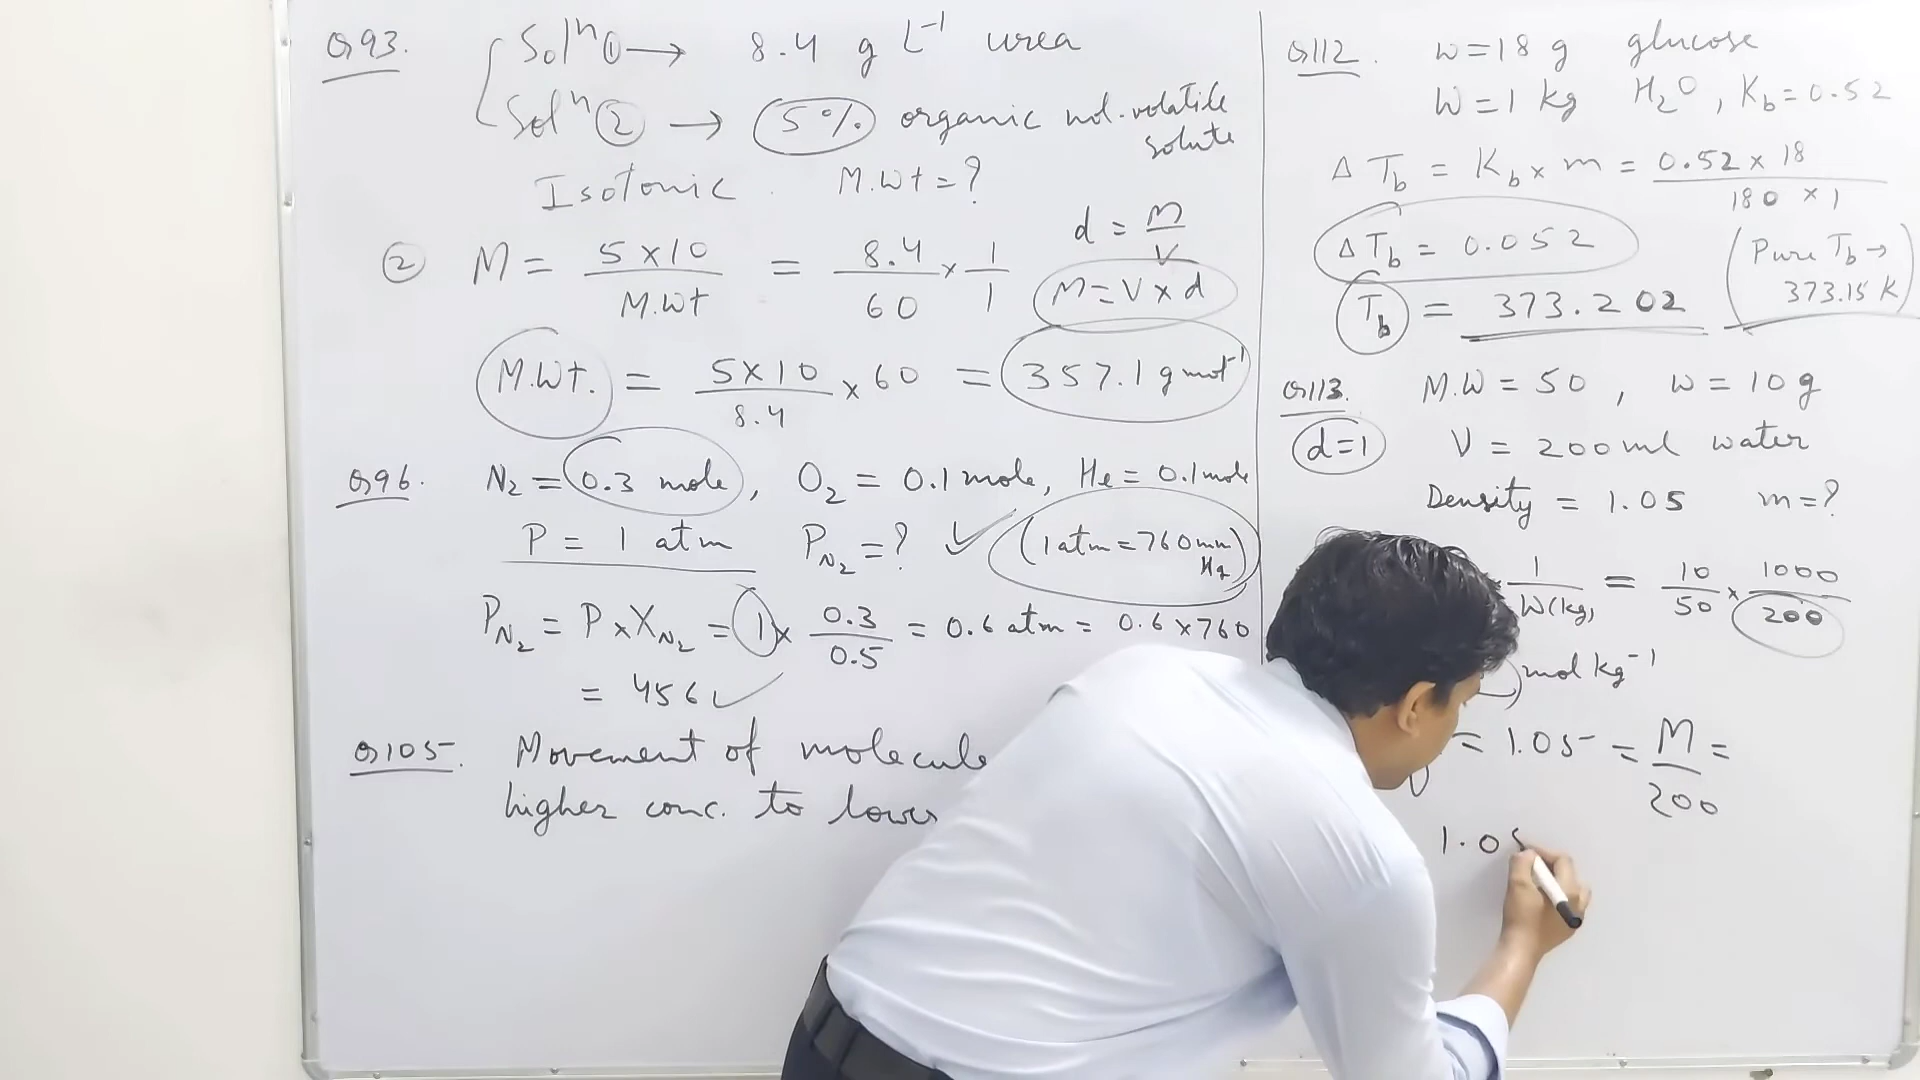 Q93. Solⁿ ① → 8.4 g L⁻¹ urea
Solⁿ ② → 5% organic nol.volatile solute
Isotonic. M.Wt = ?
② M = 5 × 10 / M.Wt = 8.4 / 60 × 1 / 1
d = M / V
M = V × d
M.Wt. = 5 × 10 / 8.4 × 60 = 357.1 g mol⁻¹
Q96. N₂ = 0.3 mole, O₂ = 0.1 mole, He = 0.1 mole
P = 1 atm P_N₂ = ? ✓ (1 atm = 760 mm Hg)
P_N₂ = P × X_N₂ = 1 × 0.3 / 0.5 = 0.6 atm = 0.6 × 760
= 456 ✓
Q105. Movement of molecule
higher conc. to lower
Q112. w = 18 g glucose
W = 1 kg H₂O, K_b = 0.52
Δ T_b = K_b × m = 0.52 × 18 / 180 × 1
Δ T_b = 0.052
(Pure T_b → 373.15 K)
T_b = 373.202
Q113. M.W = 50, w = 10 g
d = 1 V = 200 ml water
Density = 1.05 m = ?
1 / W(kg) = 10 / 50 × 1000 / 200
mol kg⁻¹
= 1.05 = M / 200 =
1.05